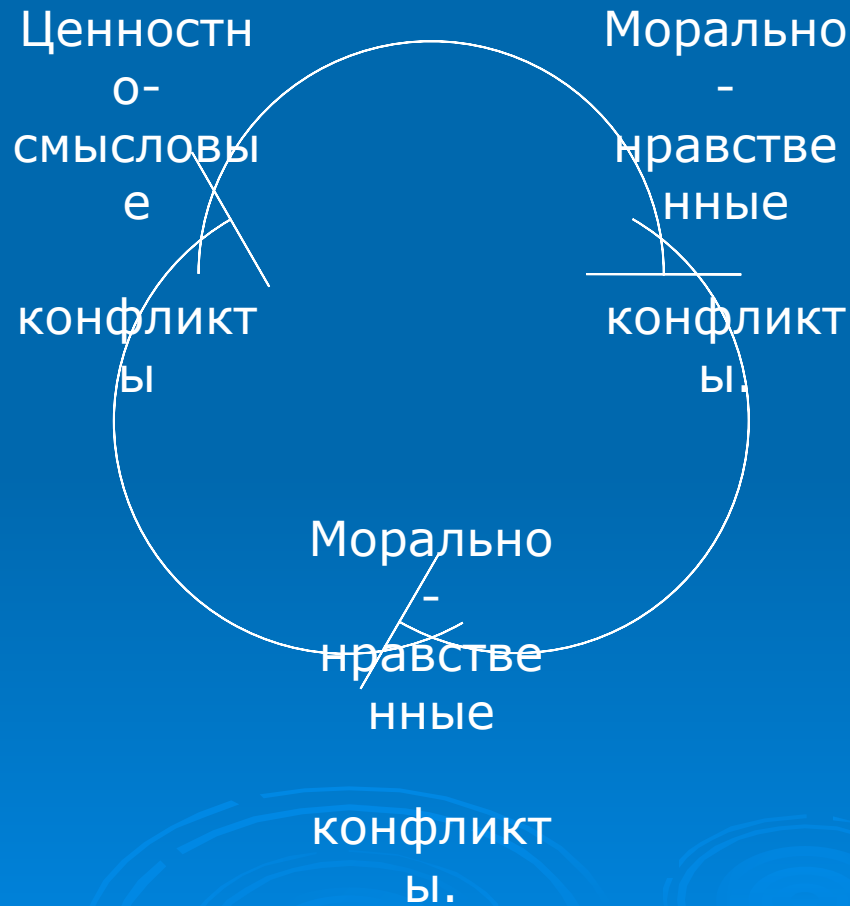 Ценностн
о-
смысловы
е
конфликт
ы
Морально
-
нравстве
нные
конфликт
ы.
Морально
-
нравстве
нные
конфликт
ы.